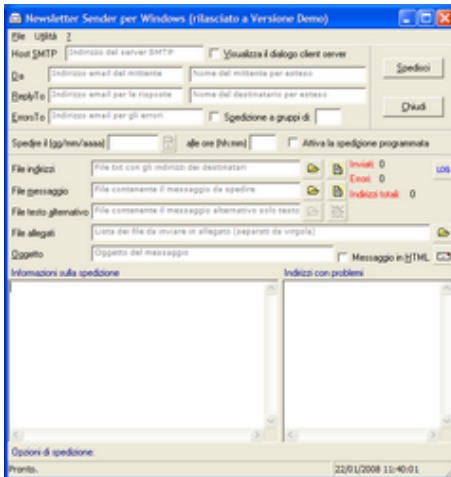 Newsletter Sender per Windows (rilasciato a Versione Demo)
File Utilità ?
Host SMTP Indirizzo del server SMTP Visualizza il dialogo client server
Da Indirizzo email del mittente Nome del mittente per esteso Spedisci
ReplyTo Indirizzo email per le risposte Nome del destinatario per esteso
ErrorsTo Indirizzo email per gli errori Spedizione a gruppi di Chiudi
Spedire il (gg/mm/aaaa) alle ore (hh:mm) Attiva la spedizione programmata
File indirizzi File txt con gli indirizzi dei destinatari Inviati: 0 LOG
Errori: 0
File messaggio File contenente il messaggio da spedire Indirizzi totali: 0
File testo alternativo File contenente il messaggio alternativo solo testo
File allegati Lista dei file da inviare in allegato (separati da virgola)
Oggetto Oggetto del messaggio Messaggio in HTML
Informazioni sulla spedizione Indirizzi con problemi
Opzioni di spedizione:
Pronto. 22/01/2008 11:40:01